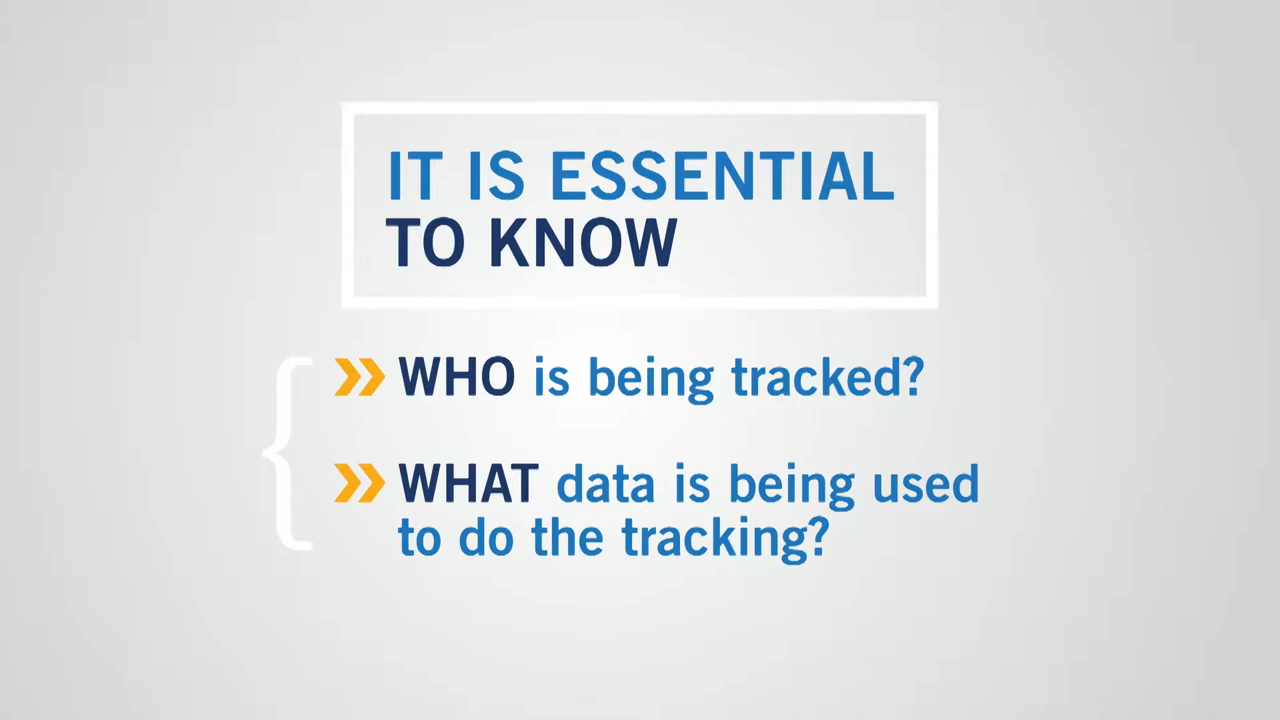 IT IS ESSENTIAL
TO KNOW
WHO is being tracked?
WHAT data is being used
to do the tracking?